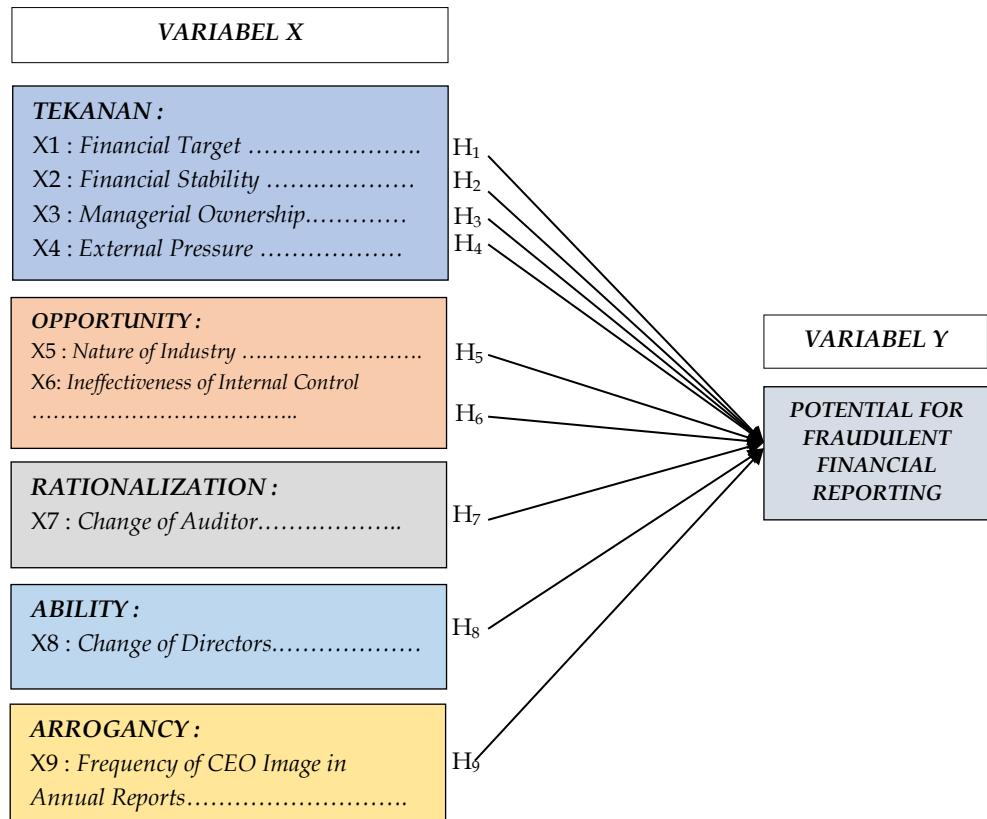 VARIABEL X
TEKANAN :
X1 : Financial Target ………………….. H₁
X2 : Financial Stability …….………… H₂
X3 : Managerial Ownership.………… H₃
X4 : External Pressure ………………… H₄
OPPORTUNITY :
X5 : Nature of Industry ….………………….. H₅
X6: Ineffectiveness of Internal Control
…………………………….. H₆
RATIONALIZATION :
X7 : Change of Auditor…….……….. H₇
ABILITY :
X8 : Change of Directors.……………… H₈
ARROGANCY :
X9 : Frequency of CEO Image in H₉
Annual Reports……………………….
VARIABEL Y
POTENTIAL FOR
FRAUDULENT
FINANCIAL
REPORTING